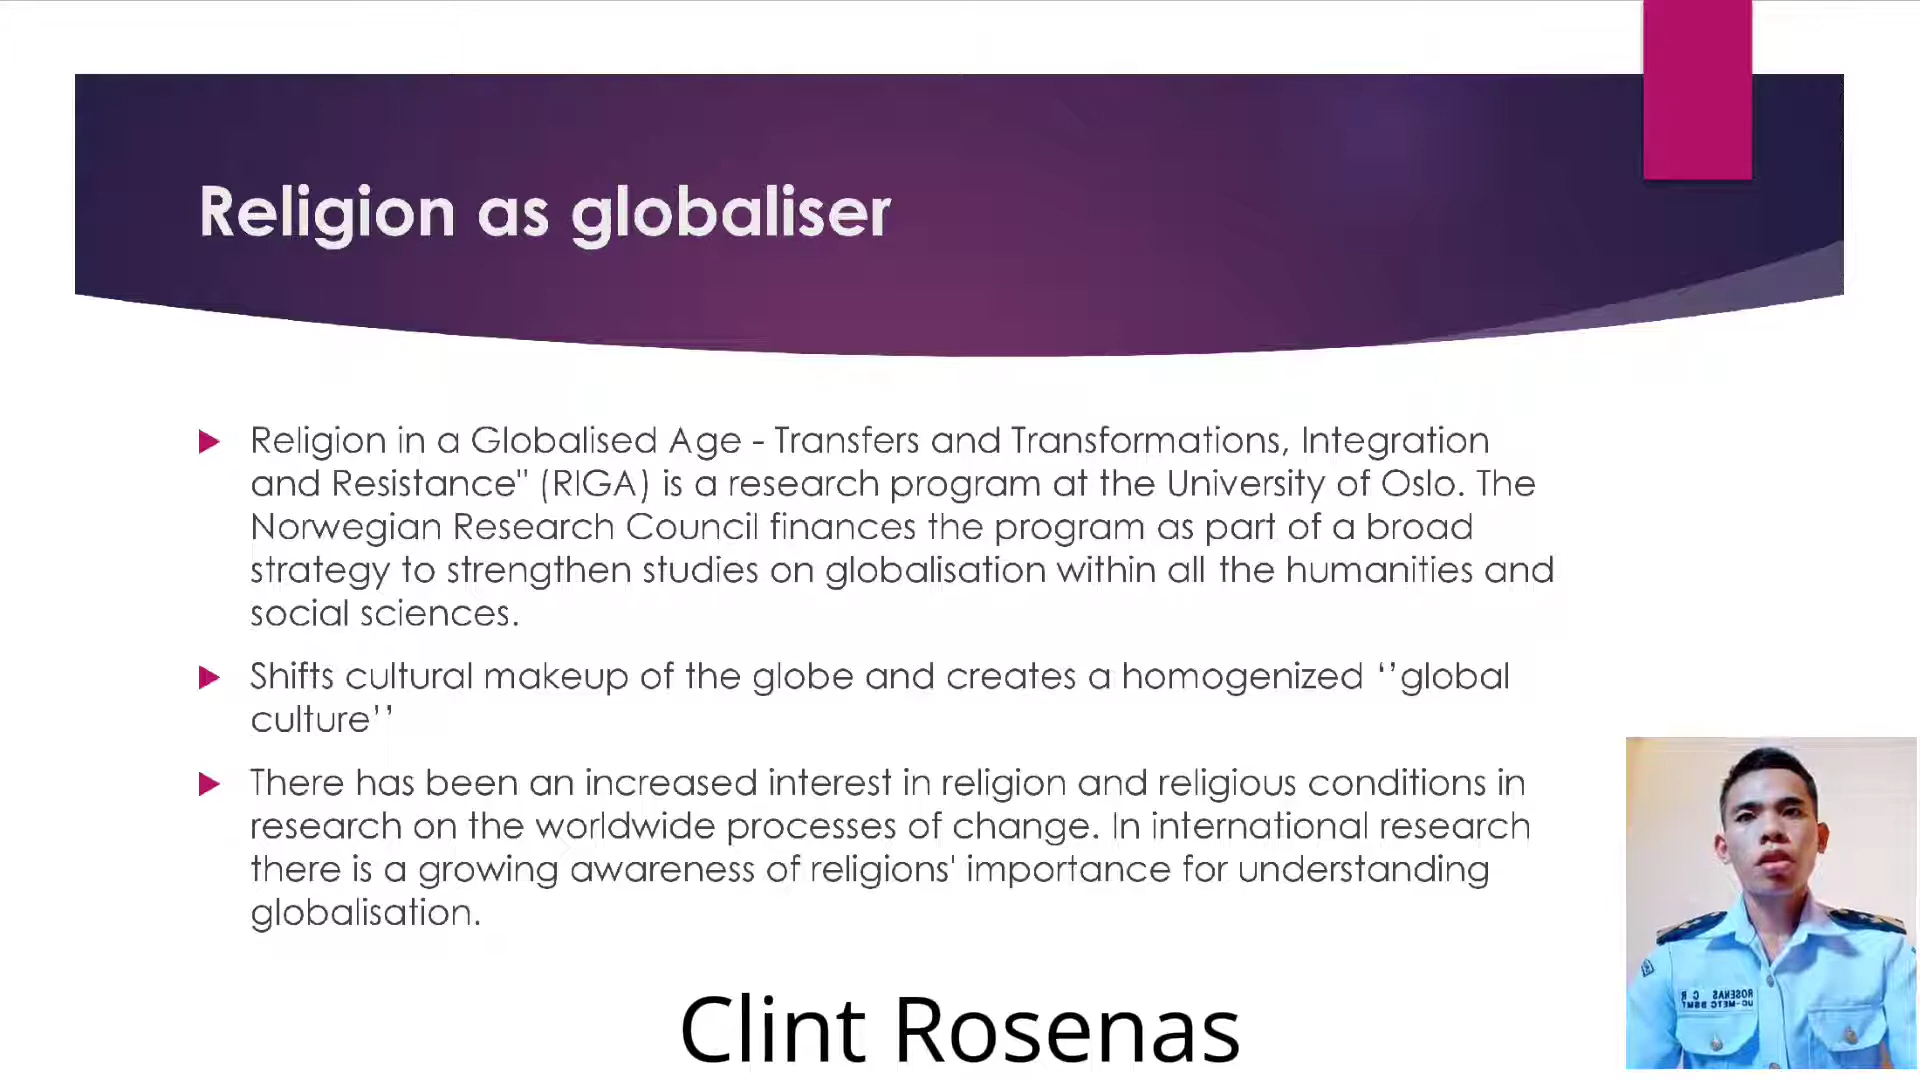 Religion as globaliser
Religion in a Globalised Age - Transfers and Transformations, Integration
and Resistance" (RIGA) is a research program at the University of Oslo. The
Norwegian Research Council finances the program as part of a broad
strategy to strengthen studies on globalisation within all the humanities and
social sciences.
Shifts cultural makeup of the globe and creates a homogenized ‘’global
culture’’
There has been an increased interest in religion and religious conditions in
research on the worldwide processes of change. In international research
there is a growing awareness of religions' importance for understanding
globalisation.
ROSENAS C R
UC-METC BSMT
Clint Rosenas